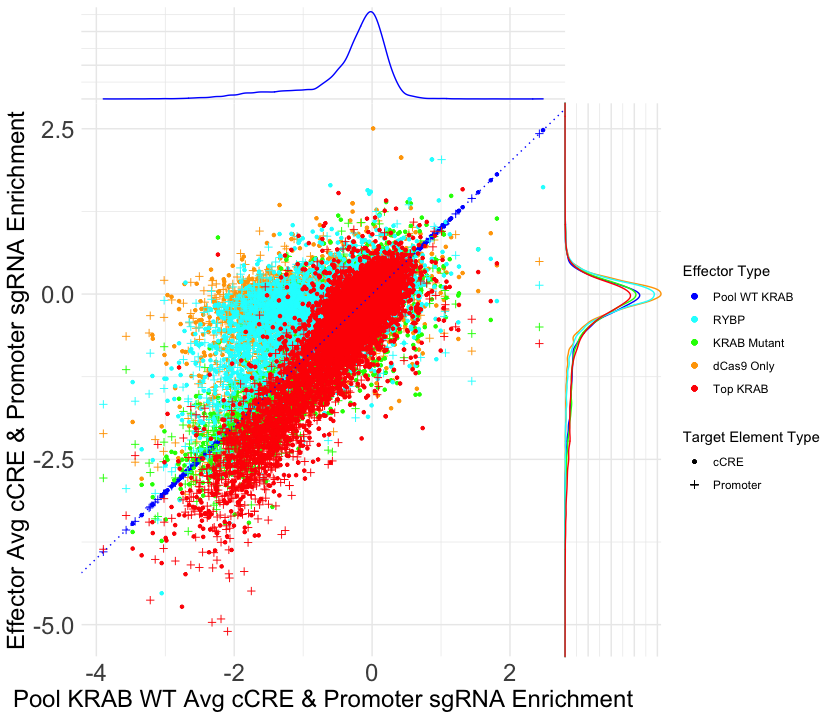 Effector Avg cCRE & Promoter sgRNA Enrichment
2.5
0.0
-2.5
-5.0
-4
-2
0
2
Pool KRAB WT Avg cCRE & Promoter sgRNA Enrichment
Effector Type
Pool WT KRAB
RYBP
KRAB Mutant
dCas9 Only
Top KRAB
Target Element Type
cCRE
Promoter